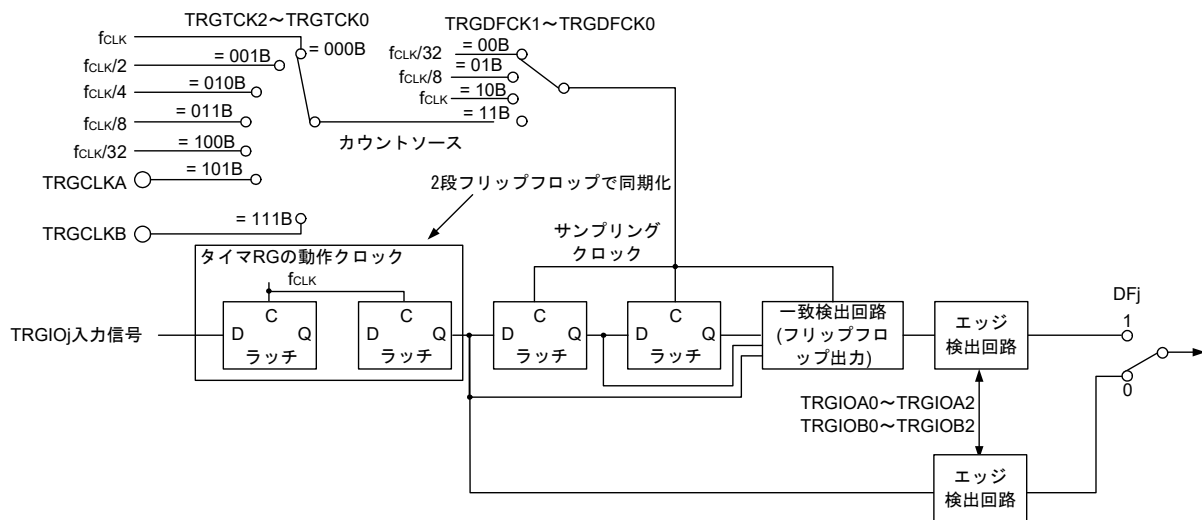 TRGTCK2～TRGTCK0
TRGDFCK1～TRGDFCK0
fCLK
= 000B
fCLK/2
= 001B
fCLK/4
= 010B
fCLK/8
= 011B
fCLK/32
= 100B
TRGCLKA
= 101B
TRGCLKB
= 111B
fCLK/32
= 00B
fCLK/8
= 01B
fCLK
= 10B
= 11B
カウントソース
2段フリップフロップで同期化
サンプリング
クロック
タイマRGの動作クロック
fCLK
TRGIOj入力信号
C
D
Q
ラッチ
C
D
Q
ラッチ
C
D
Q
ラッチ
C
D
Q
ラッチ
一致検出回路
(フリップフロ
ップ出力)
エッジ
検出回路
DFj
1
0
TRGIOA0～TRGIOA2
TRGIOB0～TRGIOB2
エッジ
検出回路